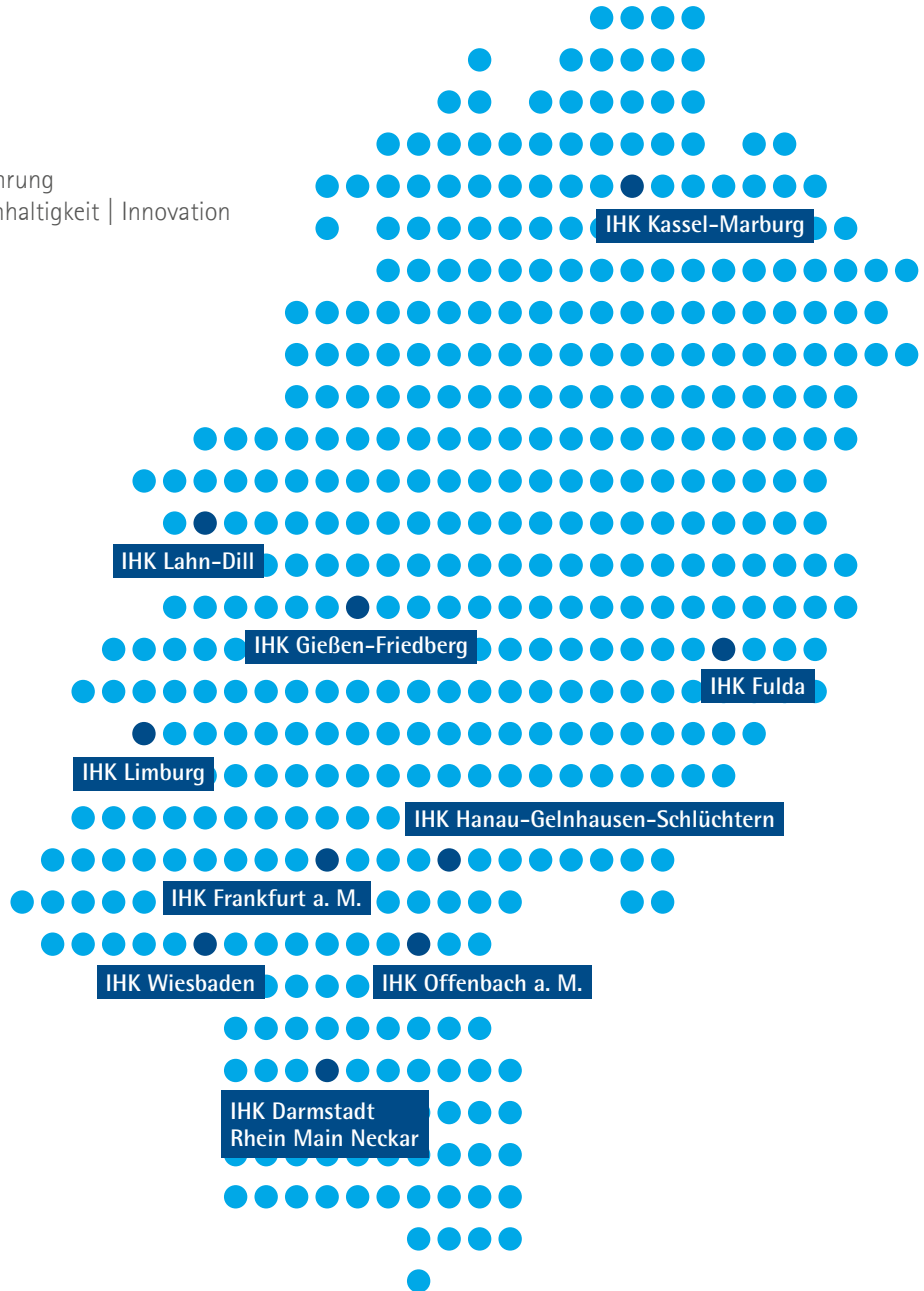 nhaltigkeit | Innovation
IHK Kassel-Marburg
IHK Lahn-Dill
IHK Gießen-Friedberg
IHK Fulda
IHK Limburg
IHK Hanau-Gelnhausen-Schlüchtern
IHK Frankfurt a. M.
IHK Wiesbaden
IHK Offenbach a. M.
IHK Darmstadt
Rhein Main Neckar